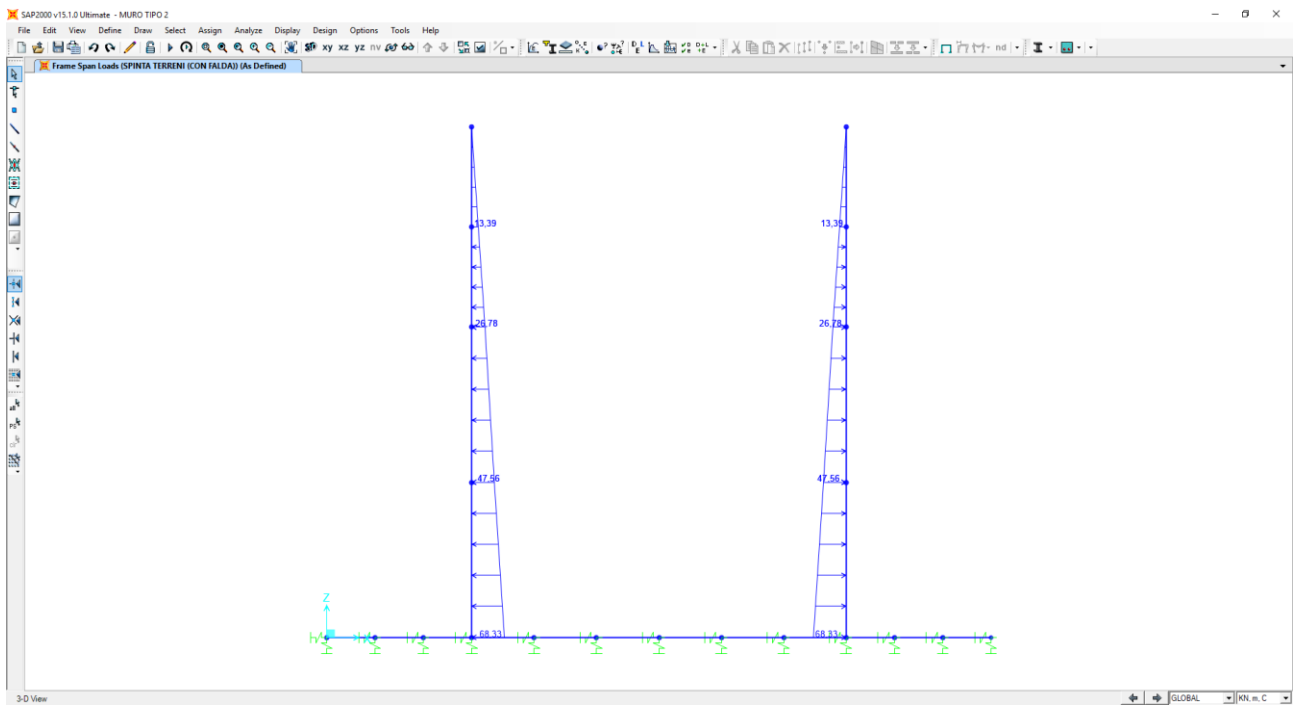 SAP2000 v15.1.0 Ultimate - MURO TIPO 2
File Edit View Define Draw Select Assign Analyze Display Design Options Tools Help
xy xz yz nv
nd
Frame Span Loads (SPINTA TERRENI (CON FALDA)) (As Defined)
13,39 13,39
26,78 26,78
47,56 47,56
Z
68,33 68,33
3-D View GLOBAL KN, m, C